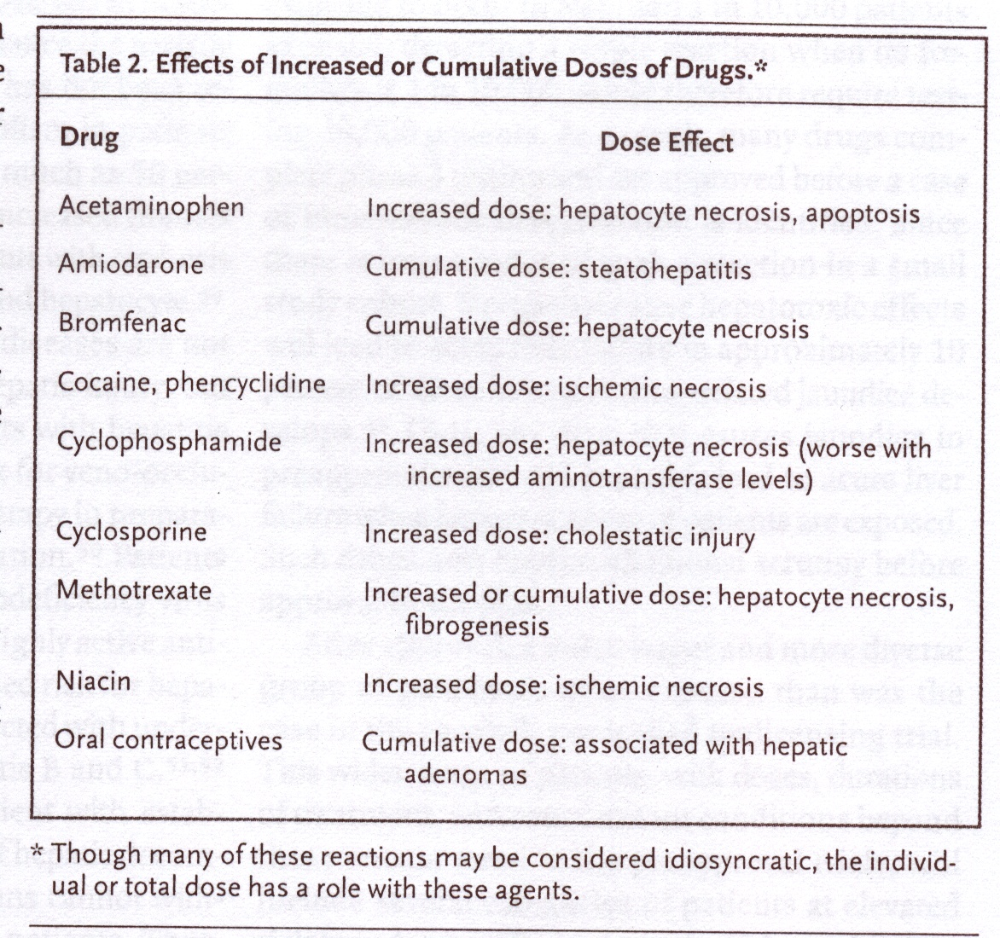 Table 2. Effects of Increased or Cumulative Doses of Drugs.*
Drug Dose Effect
Acetaminophen Increased dose: hepatocyte necrosis, apoptosis
Amiodarone Cumulative dose: steatohepatitis
Bromfenac Cumulative dose: hepatocyte necrosis
Cocaine, phencyclidine Increased dose: ischemic necrosis
Cyclophosphamide Increased dose: hepatocyte necrosis (worse with
increased aminotransferase levels)
Cyclosporine Increased dose: cholestatic injury
Methotrexate Increased or cumulative dose: hepatocyte necrosis,
fibrogenesis
Niacin Increased dose: ischemic necrosis
Oral contraceptives Cumulative dose: associated with hepatic
adenomas
* Though many of these reactions may be considered idiosyncratic, the individ-
ual or total dose has a role with these agents.